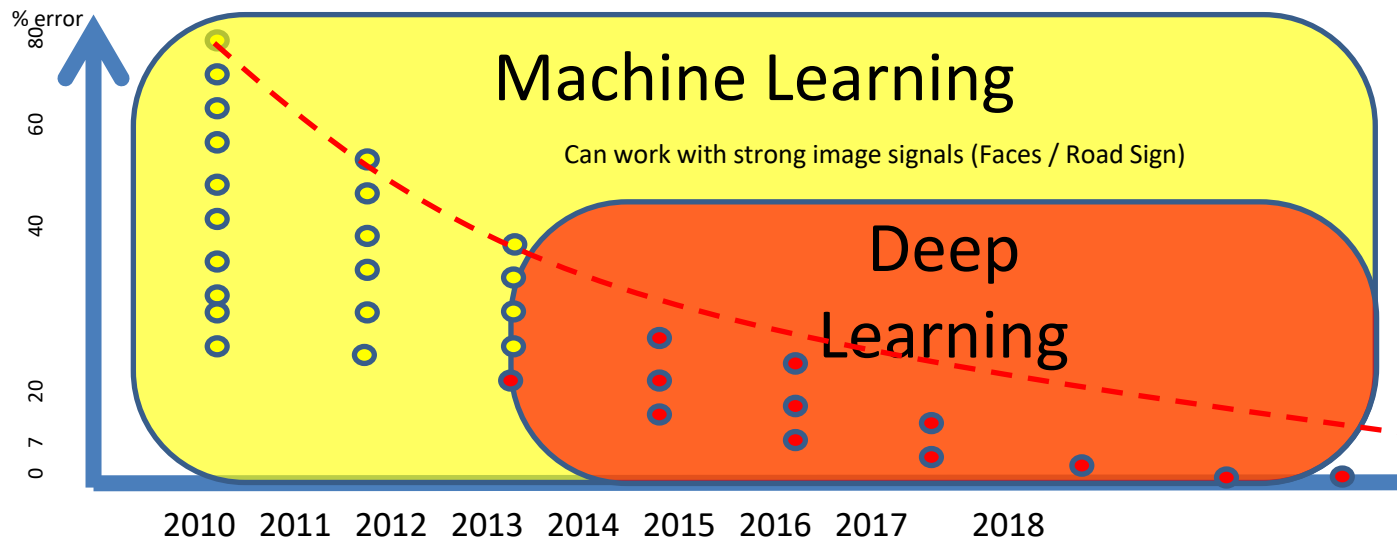 % error
80
Machine Learning
60
Can work with strong image signals (Faces / Road Sign)
40
Deep
Learning
20
7
0
2010 2011 2012 2013 2014 2015 2016 2017 2018